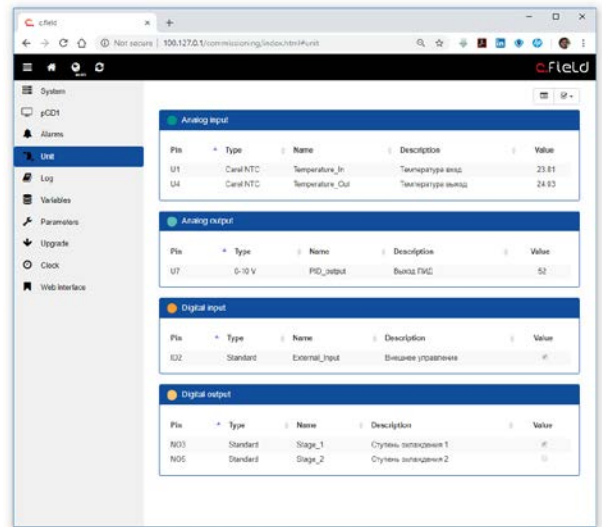 c.field
Not secure | 100.127.0.1/commissioning/index.html#unit
c.field
System
pGD1
Alarms
Unit
Log
Variables
Parameters
Upgrade
Clock
Web Interface
Analog input
Pin Type Name Description Value
U1 Carel NTC Temperature_In Температура вход 23.81
U4 Carel NTC Temperature_Out Температура выход 24.93
Analog output
Pin Type Name Description Value
U7 0-10 V PID_output Выход ПИД 52
Digital input
Pin Type Name Description Value
ID2 Standard External_Input Внешнее управление
Digital output
Pin Type Name Description Value
NO3 Standard Stage_1 Ступень охлаждения 1
NO5 Standard Stage_2 Ступень охлаждения 2